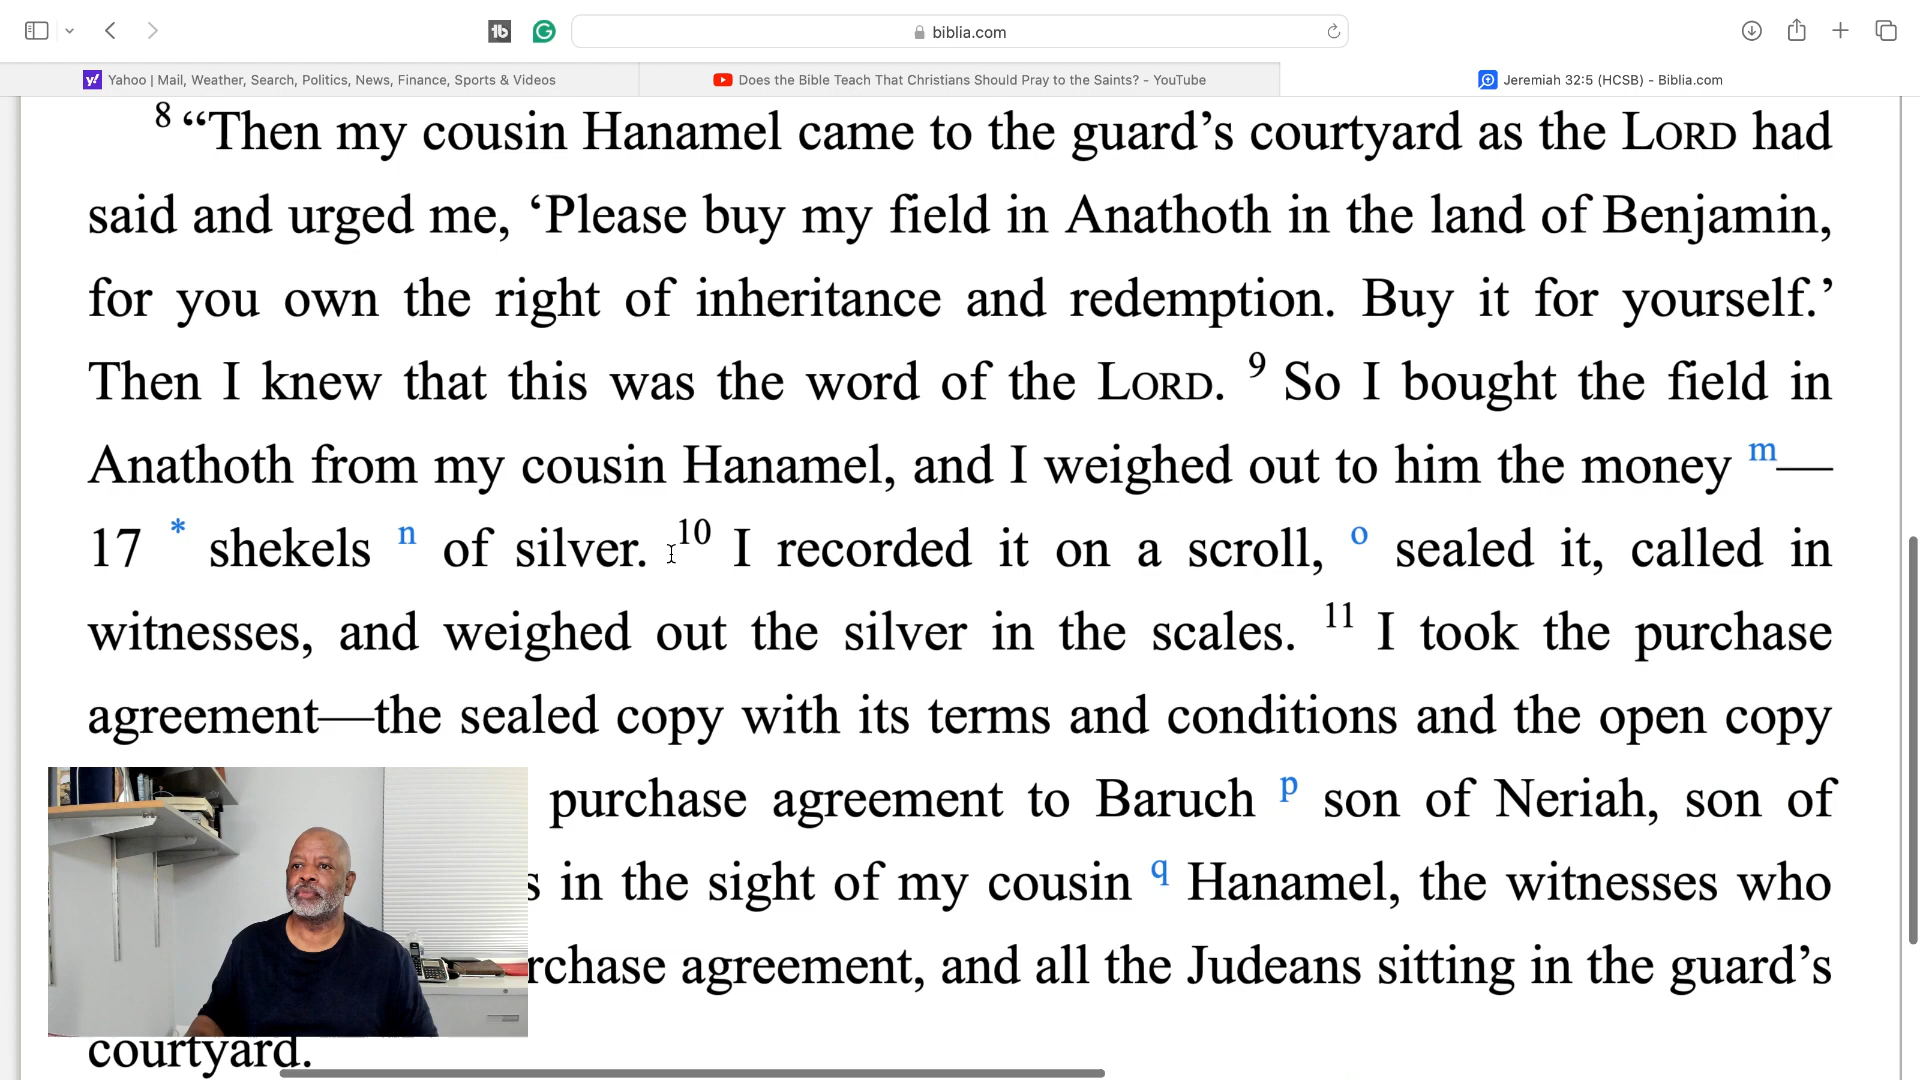 biblia.com
Yahoo | Mail, Weather, Search, Politics, News, Finance, Sports & Videos
Does the Bible Teach That Christians Should Pray to the Saints? - YouTube
Jeremiah 32:5 (HCSB) - Biblia.com
8 “Then my cousin Hanamel came to the guard’s courtyard as the LORD had
said and urged me, ‘Please buy my field in Anathoth in the land of Benjamin,
for you own the right of inheritance and redemption. Buy it for yourself.’
Then I knew that this was the word of the LORD. 9 So I bought the field in
Anathoth from my cousin Hanamel, and I weighed out to him the money m—
17 * shekels n of silver. 10 I recorded it on a scroll, o sealed it, called in
witnesses, and weighed out the silver in the scales. 11 I took the purchase
agreement—the sealed copy with its terms and conditions and the open copy
purchase agreement to Baruch p son of Neriah, son of
s in the sight of my cousin q Hanamel, the witnesses who
rchase agreement, and all the Judeans sitting in the guard’s
courtyard.